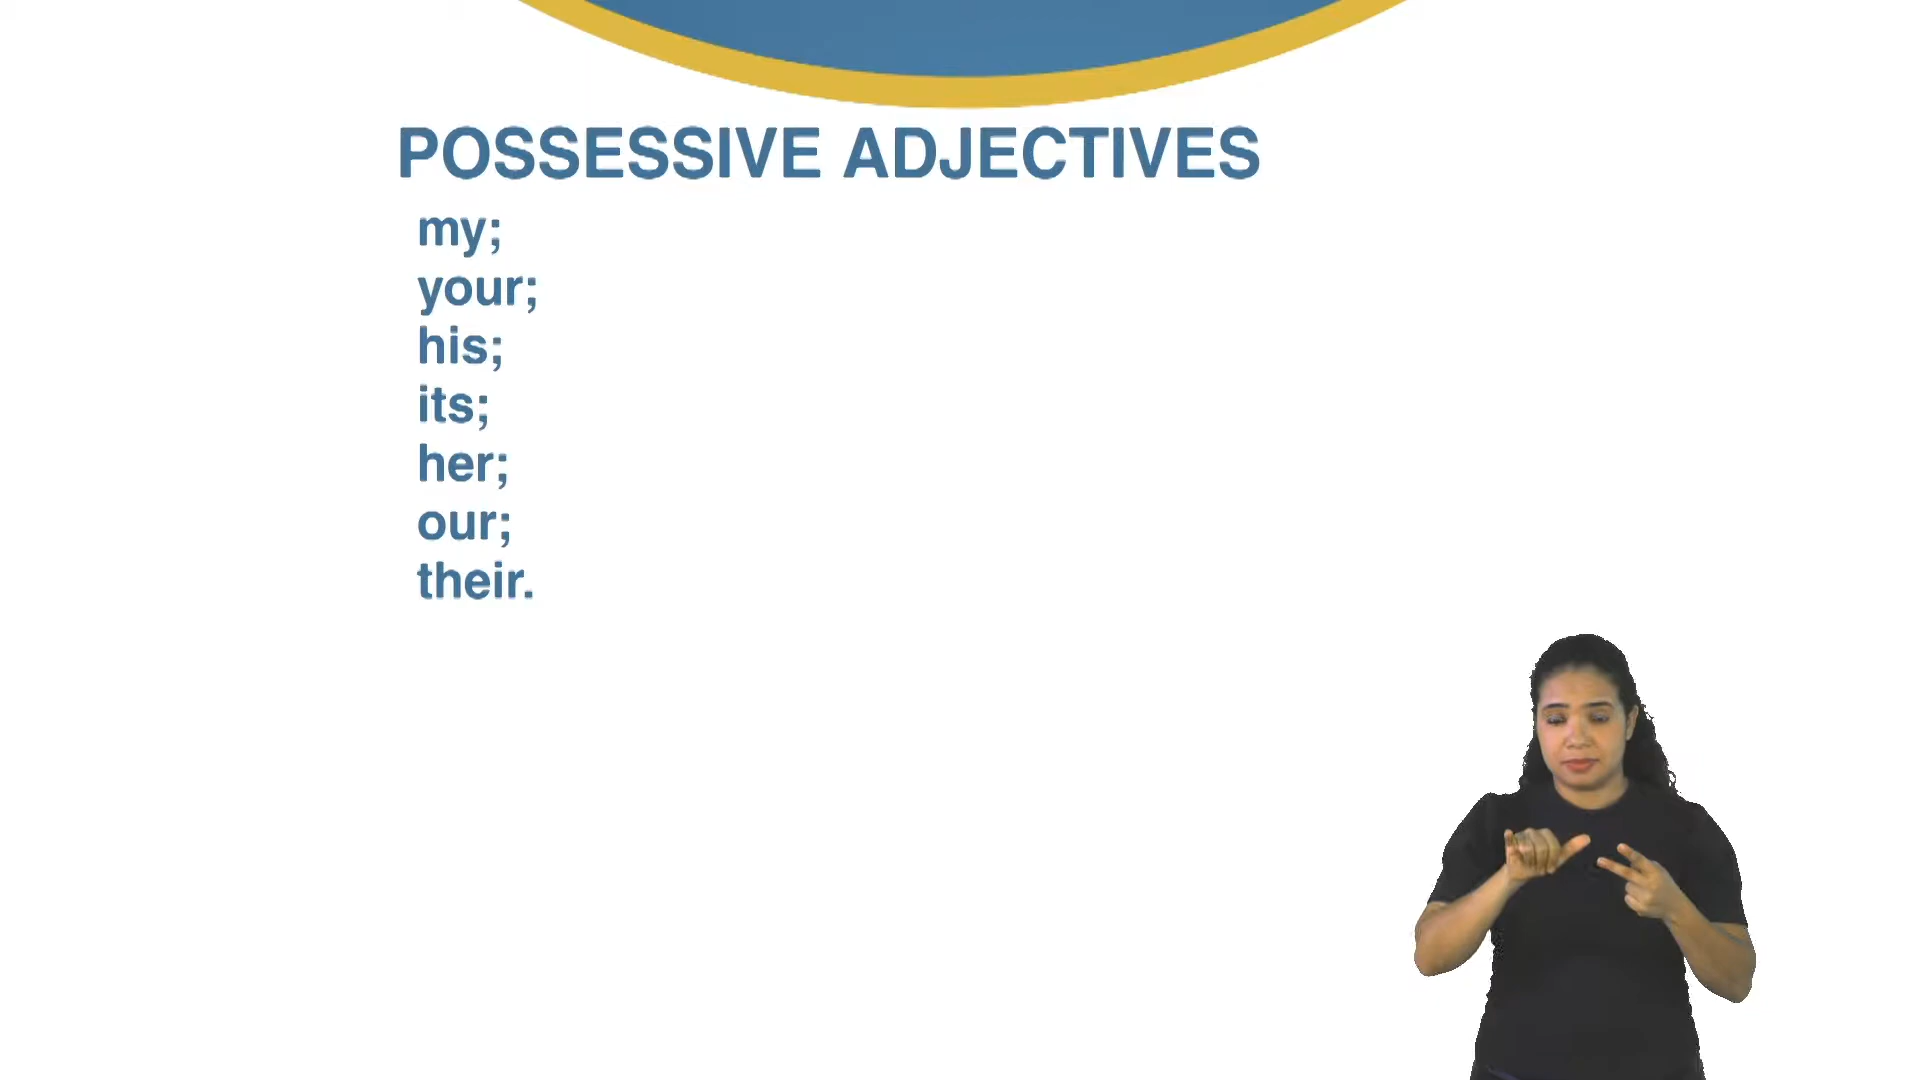 POSSESSIVE ADJECTIVES
my;
your;
his;
its;
her;
our;
their.